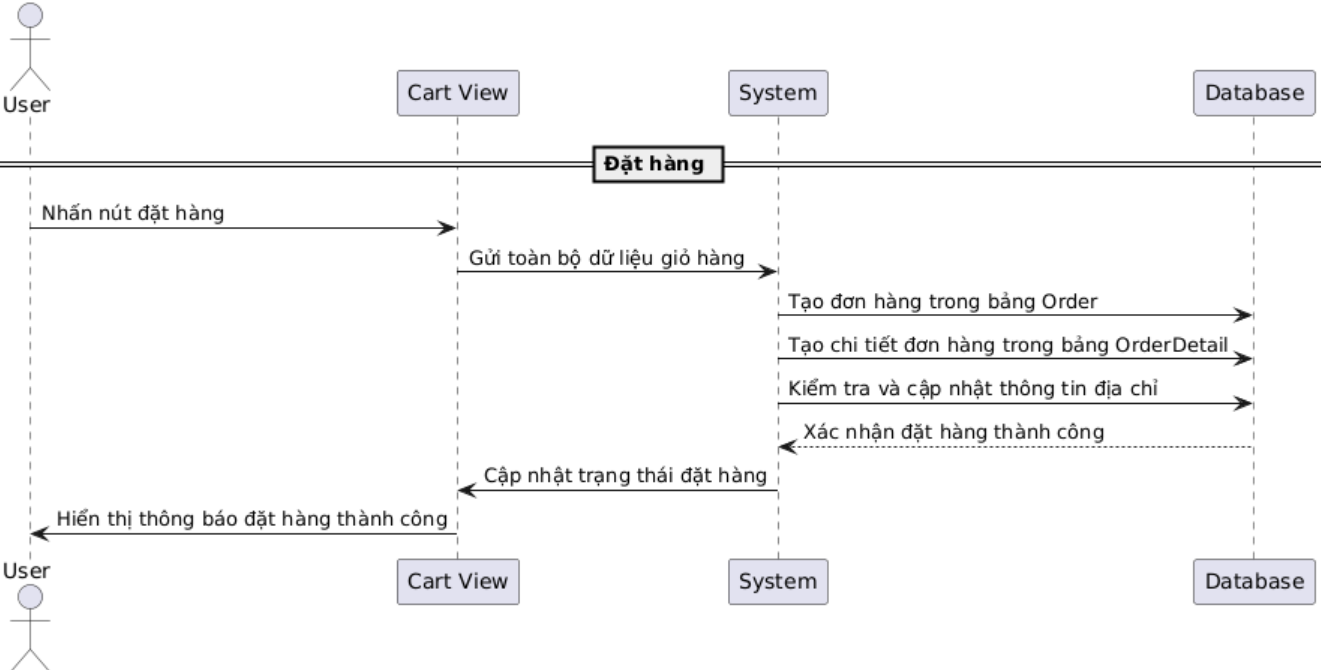 User
Cart View
System
Database
Đặt hàng
Nhấn nút đặt hàng
Gửi toàn bộ dữ liệu giỏ hàng
Tạo đơn hàng trong bảng Order
Tạo chi tiết đơn hàng trong bảng OrderDetail
Kiểm tra và cập nhật thông tin địa chỉ
Xác nhận đặt hàng thành công
Cập nhật trạng thái đặt hàng
Hiển thị thông báo đặt hàng thành công
User
Cart View
System
Database